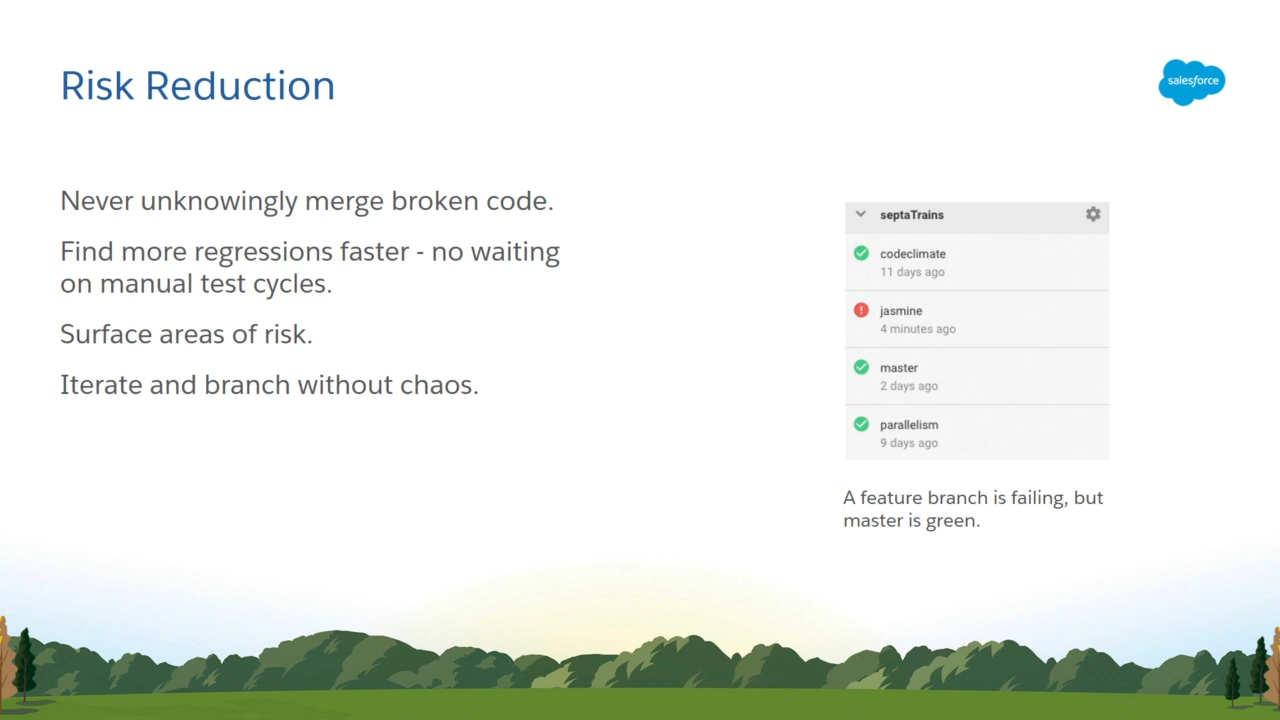 Risk Reduction
salesforce
Never unknowingly merge broken code.
Find more regressions faster - no waiting
on manual test cycles.
Surface areas of risk.
Iterate and branch without chaos.
septaTrains
codeclimate
11 days ago
jasmine
4 minutes ago
master
2 days ago
parallelism
9 days ago
A feature branch is failing, but
master is green.